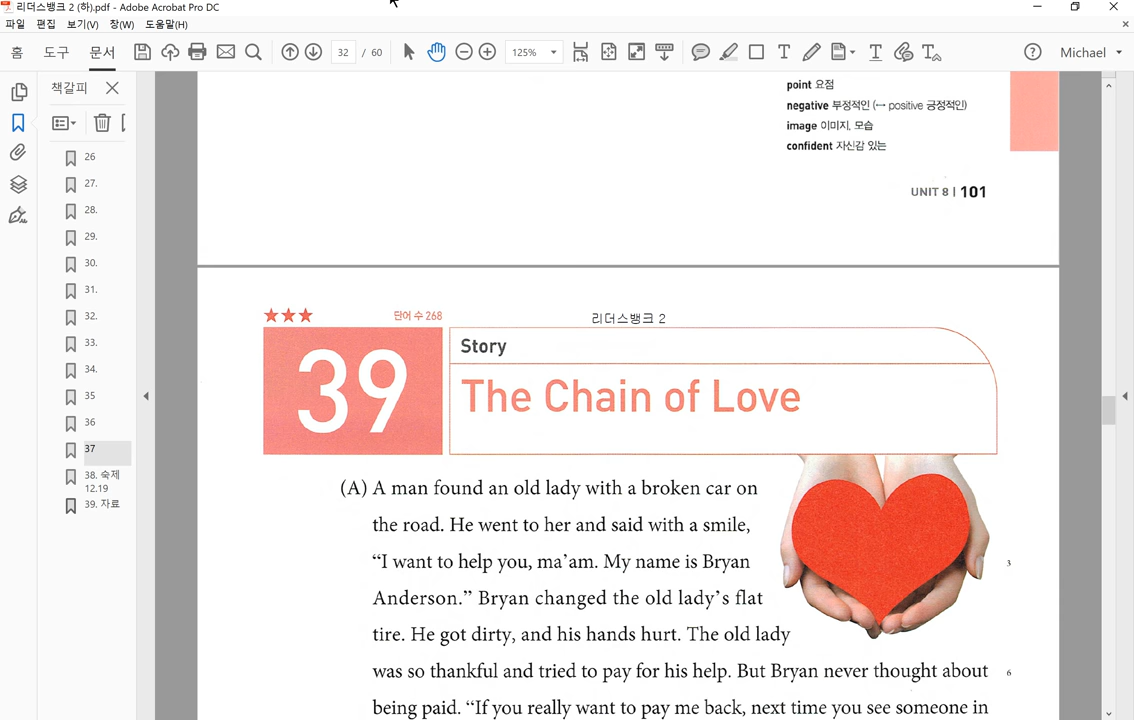 리더스뱅크 2 (하).pdf - Adobe Acrobat Pro DC
파일 편집 보기(V) 창(W) 도움말(H)
홈 도구 문서 32 / 60 125% Michael
책갈피
26
27.
28.
29.
30.
31.
32.
33.
34.
35
36
37
38. 숙제
12.19
39. 자료
point 요점
negative 부정적인 (↔ positive 긍정적인)
image 이미지, 모습
confident 자신감 있는
UNIT 8 | 101
★★★ 단어 수 268
리더스뱅크 2
39
Story
The Chain of Love
(A) A man found an old lady with a broken car on
the road. He went to her and said with a smile,
“I want to help you, ma’am. My name is Bryan
3
Anderson.” Bryan changed the old lady’s flat
tire. He got dirty, and his hands hurt. The old lady
was so thankful and tried to pay for his help. But Bryan never thought about
6
being paid. “If you really want to pay me back, next time you see someone in